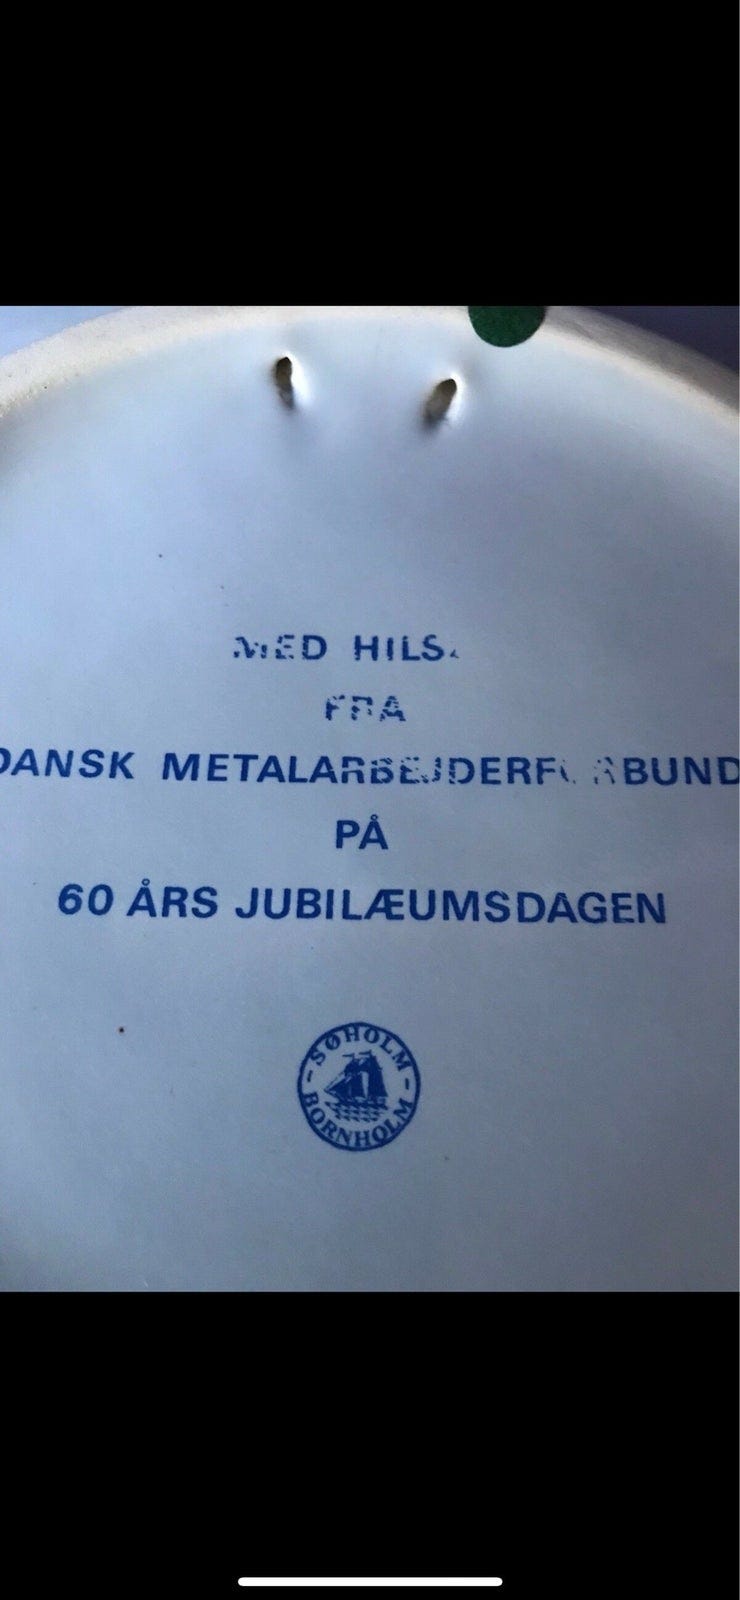 MED HILS
FRA
DANSK METALARBEJDERFORBUND
PÅ
60 ÅRS JUBILÆUMSDAGEN
SØHOLM
BORNHOLM